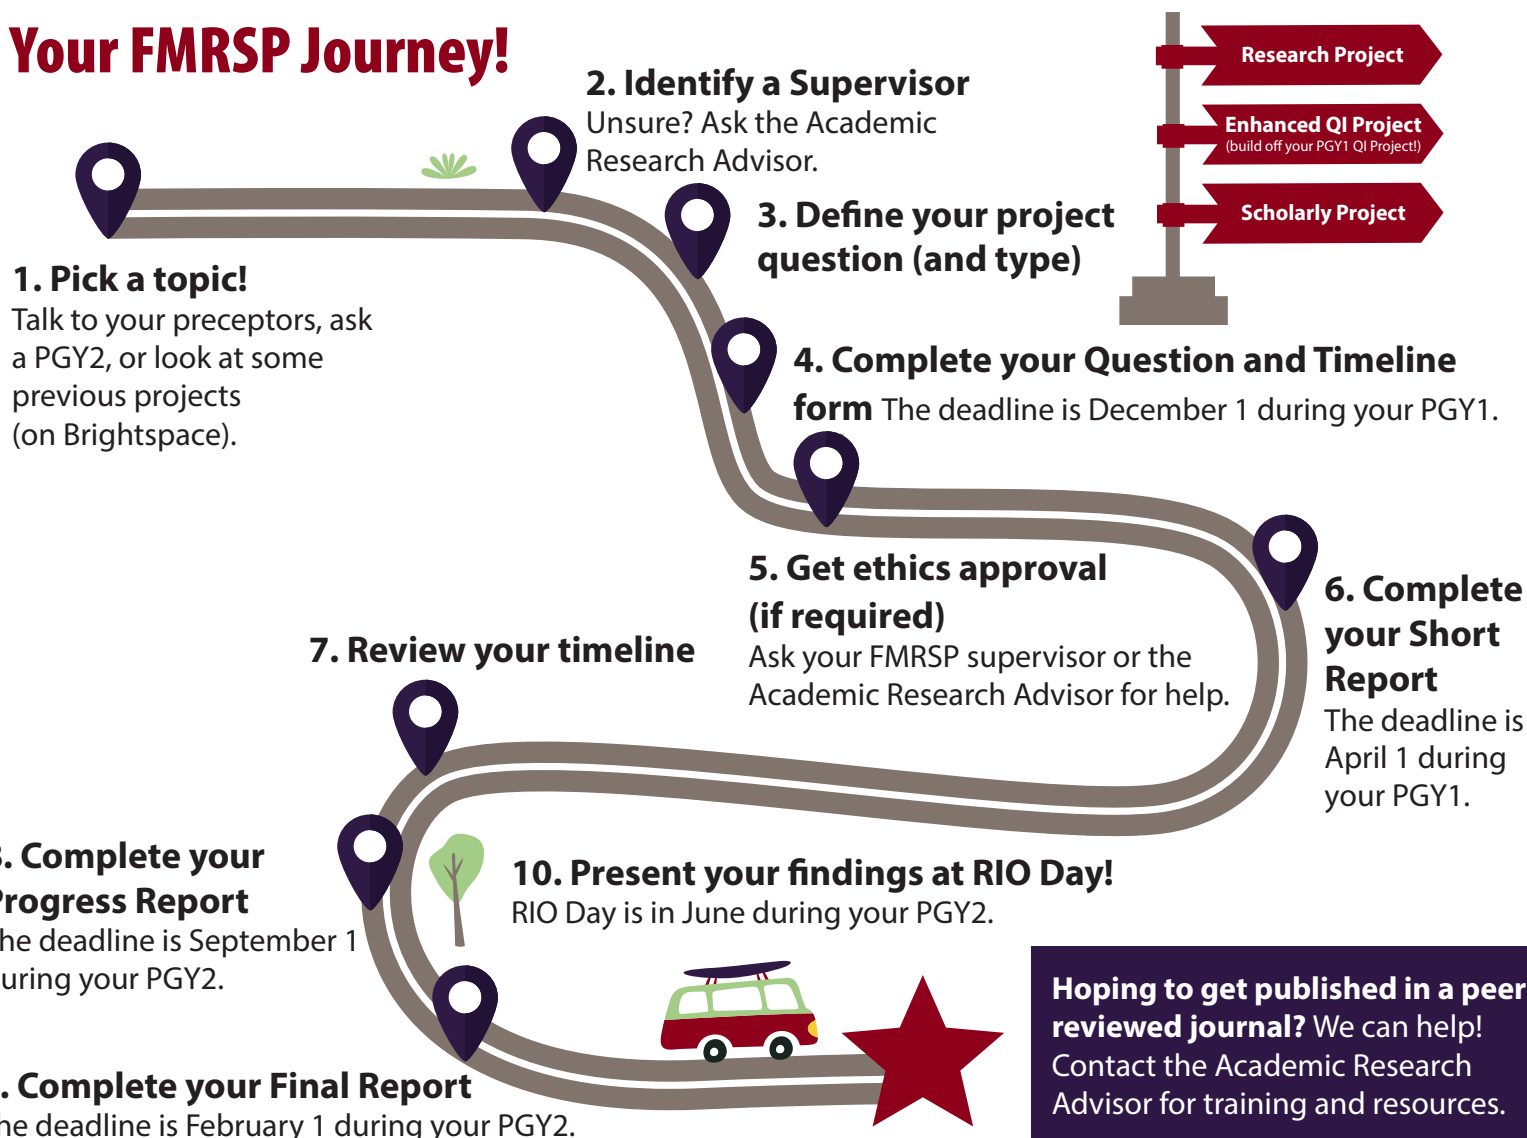 Your FMRSP Journey!
1. Pick a topic!
Talk to your preceptors, ask
a PGY2, or look at some
previous projects
(on Brightspace).
2. Identify a Supervisor
Unsure? Ask the Academic
Research Advisor.
3. Define your project
question (and type)
Research Project
Enhanced QI Project
(build off your PGY1 QI Project!)
Scholarly Project
4. Complete your Question and Timeline
form The deadline is December 1 during your PGY1.
5. Get ethics approval
(if required)
Ask your FMRSP supervisor or the
Academic Research Advisor for help.
6. Complete
your Short
Report
The deadline is
April 1 during
your PGY1.
7. Review your timeline
. Complete your
Progress Report
he deadline is September 1
uring your PGY2.
. Complete your Final Report
he deadline is February 1 during your PGY2.
10. Present your findings at RIO Day!
RIO Day is in June during your PGY2.
Hoping to get published in a peer
reviewed journal? We can help!
Contact the Academic Research
Advisor for training and resources.